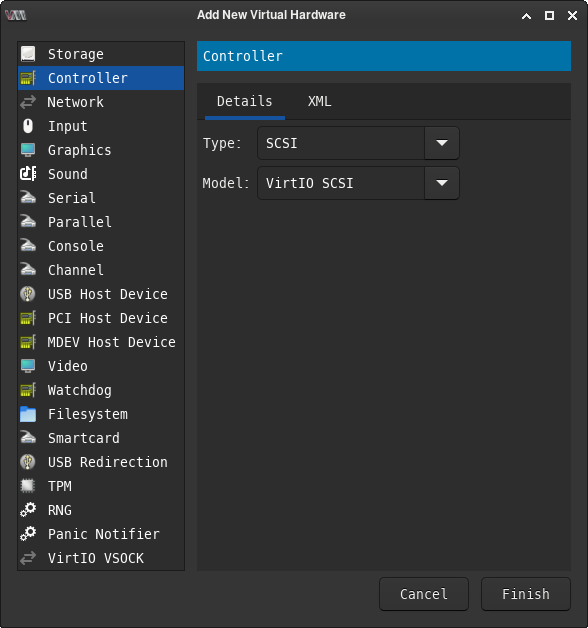 Add New Virtual Hardware
Storage
Controller
Network
Input
Graphics
Sound
Serial
Parallel
Console
Channel
USB Host Device
PCI Host Device
MDEV Host Device
Video
Watchdog
Filesystem
Smartcard
USB Redirection
TPM
RNG
Panic Notifier
VirtIO VSOCK
Controller
Details XML
Type: SCSI
Model: VirtIO SCSI
Cancel Finish